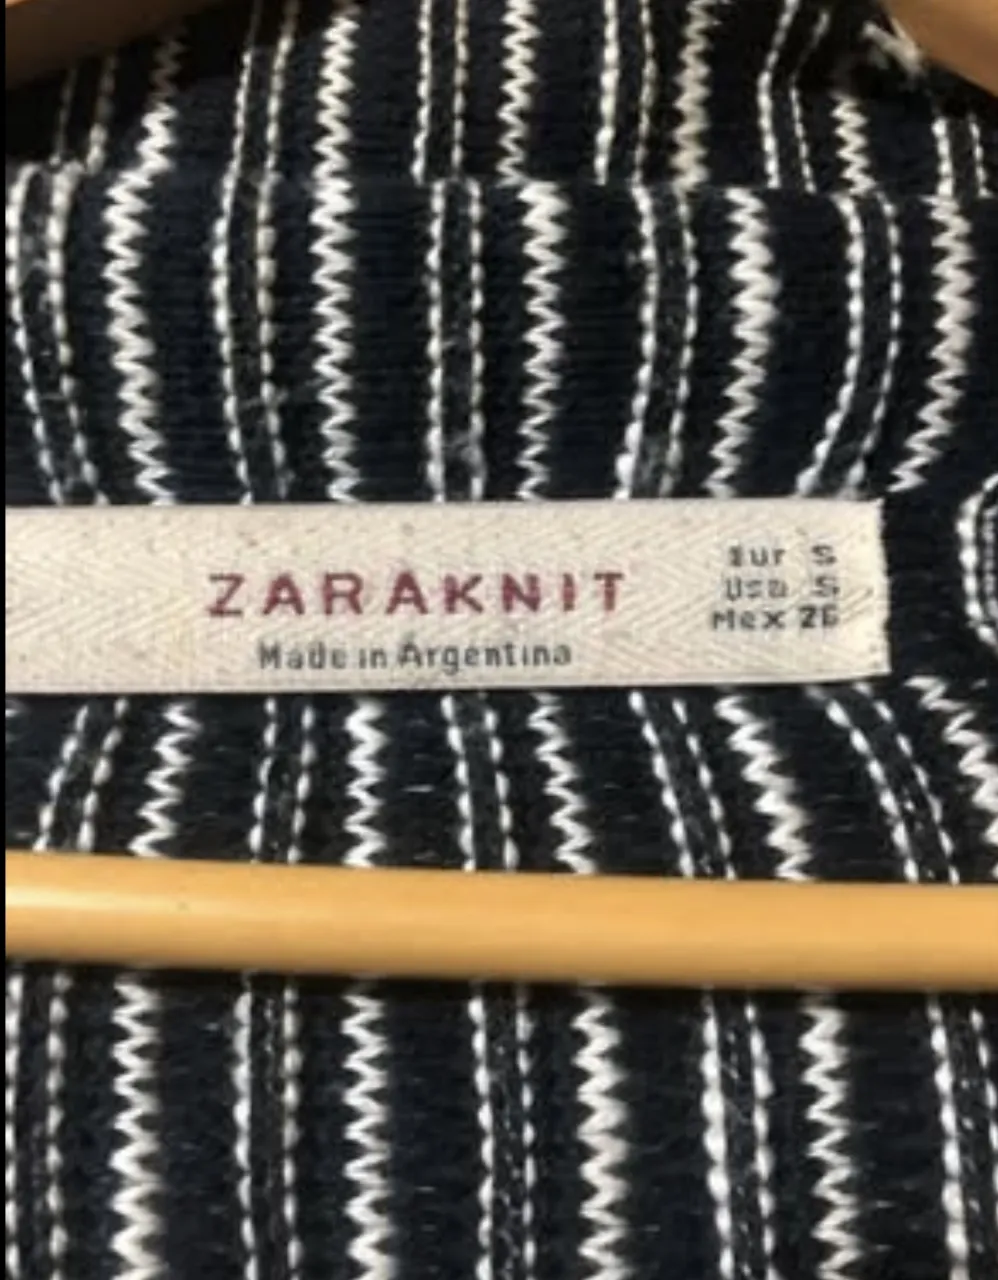 ZARAKNIT
Made in Argentina
Eur S
Usa S
Mex 26